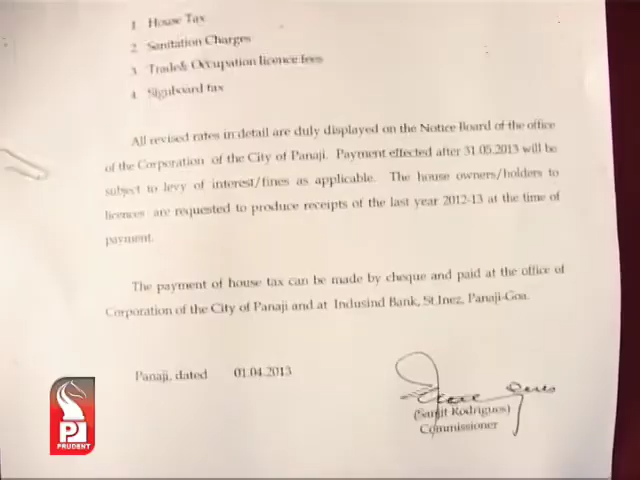 1. House Tax
2. Sanitation Charges
3. Trade& Occupation licence fees
4. Signboard tax
All revised rates in detail are duly displayed on the Notice Board of the office
of the Corporation of the City of Panaji. Payment effected after 31.05.2013 will be
subject to levy of interest/fines as applicable. The house owners/holders to
licences are requested to produce receipts of the last year 2012-13 at the time of
payment.
The payment of house tax can be made by cheque and paid at the office of
Corporation of the City of Panaji and at Indusind Bank, St.Inez, Panaji-Goa.
Panaji, dated 01.04.2013
(Sanjit Rodrigues)
Commissioner
PRUDENT